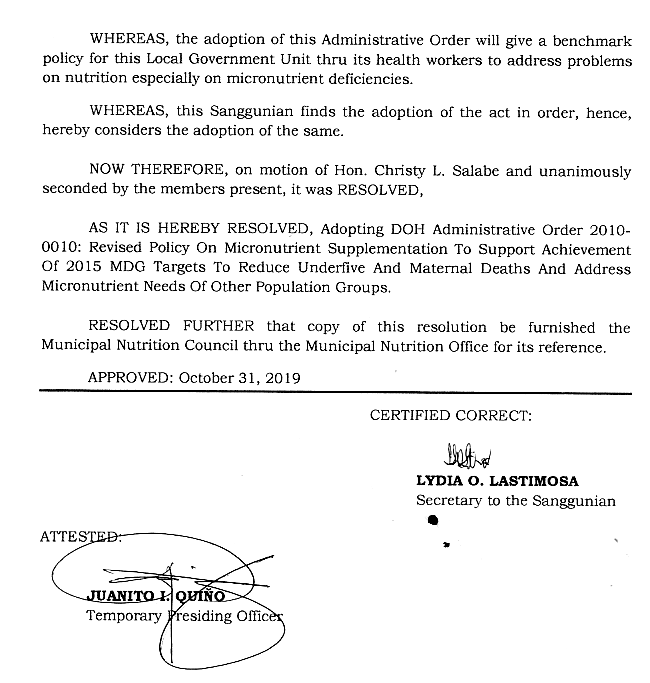 WHEREAS, the adoption of this Administrative Order will give a benchmark
policy for this Local Government Unit thru its health workers to address problems
on nutrition especially on micronutrient deficiencies.
WHEREAS, this Sanggunian finds the adoption of the act in order, hence,
hereby considers the adoption of the same.
NOW THEREFORE, on motion of Hon. Christy L. Salabe and unanimously
seconded by the members present, it was RESOLVED,
AS IT IS HEREBY RESOLVED, Adopting DOH Administrative Order 2010-
0010: Revised Policy On Micronutrient Supplementation To Support Achievement
Of 2015 MDG Targets To Reduce Underfive And Maternal Deaths And Address
Micronutrient Needs Of Other Population Groups.
RESOLVED FURTHER that copy of this resolution be furnished the
Municipal Nutrition Council thru the Municipal Nutrition Office for its reference.
APPROVED: October 31, 2019
CERTIFIED CORRECT:
LYDIA O. LASTIMOSA
Secretary to the Sanggunian
ATTESTED:
JUANITO I. QUIÑO
Temporary Presiding Officer